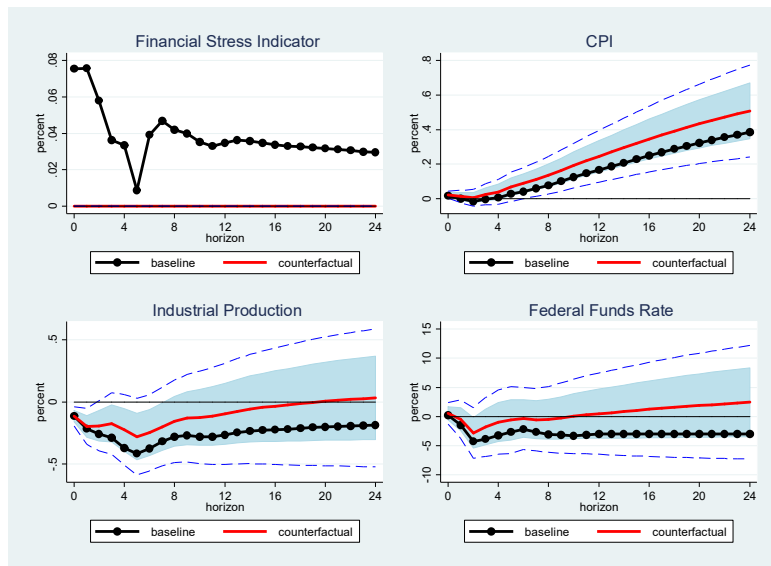 Financial Stress Indicator
percent
.08
.06
.04
.02
0
0 4 8 12 16 20 24
horizon
baseline counterfactual
CPI
percent
.8
.6
.4
.2
0
0 4 8 12 16 20 24
horizon
baseline counterfactual
Industrial Production
percent
.5
0
-.5
0 4 8 12 16 20 24
horizon
baseline counterfactual
Federal Funds Rate
percent
15
10
5
0
-5
-10
0 4 8 12 16 20 24
horizon
baseline counterfactual